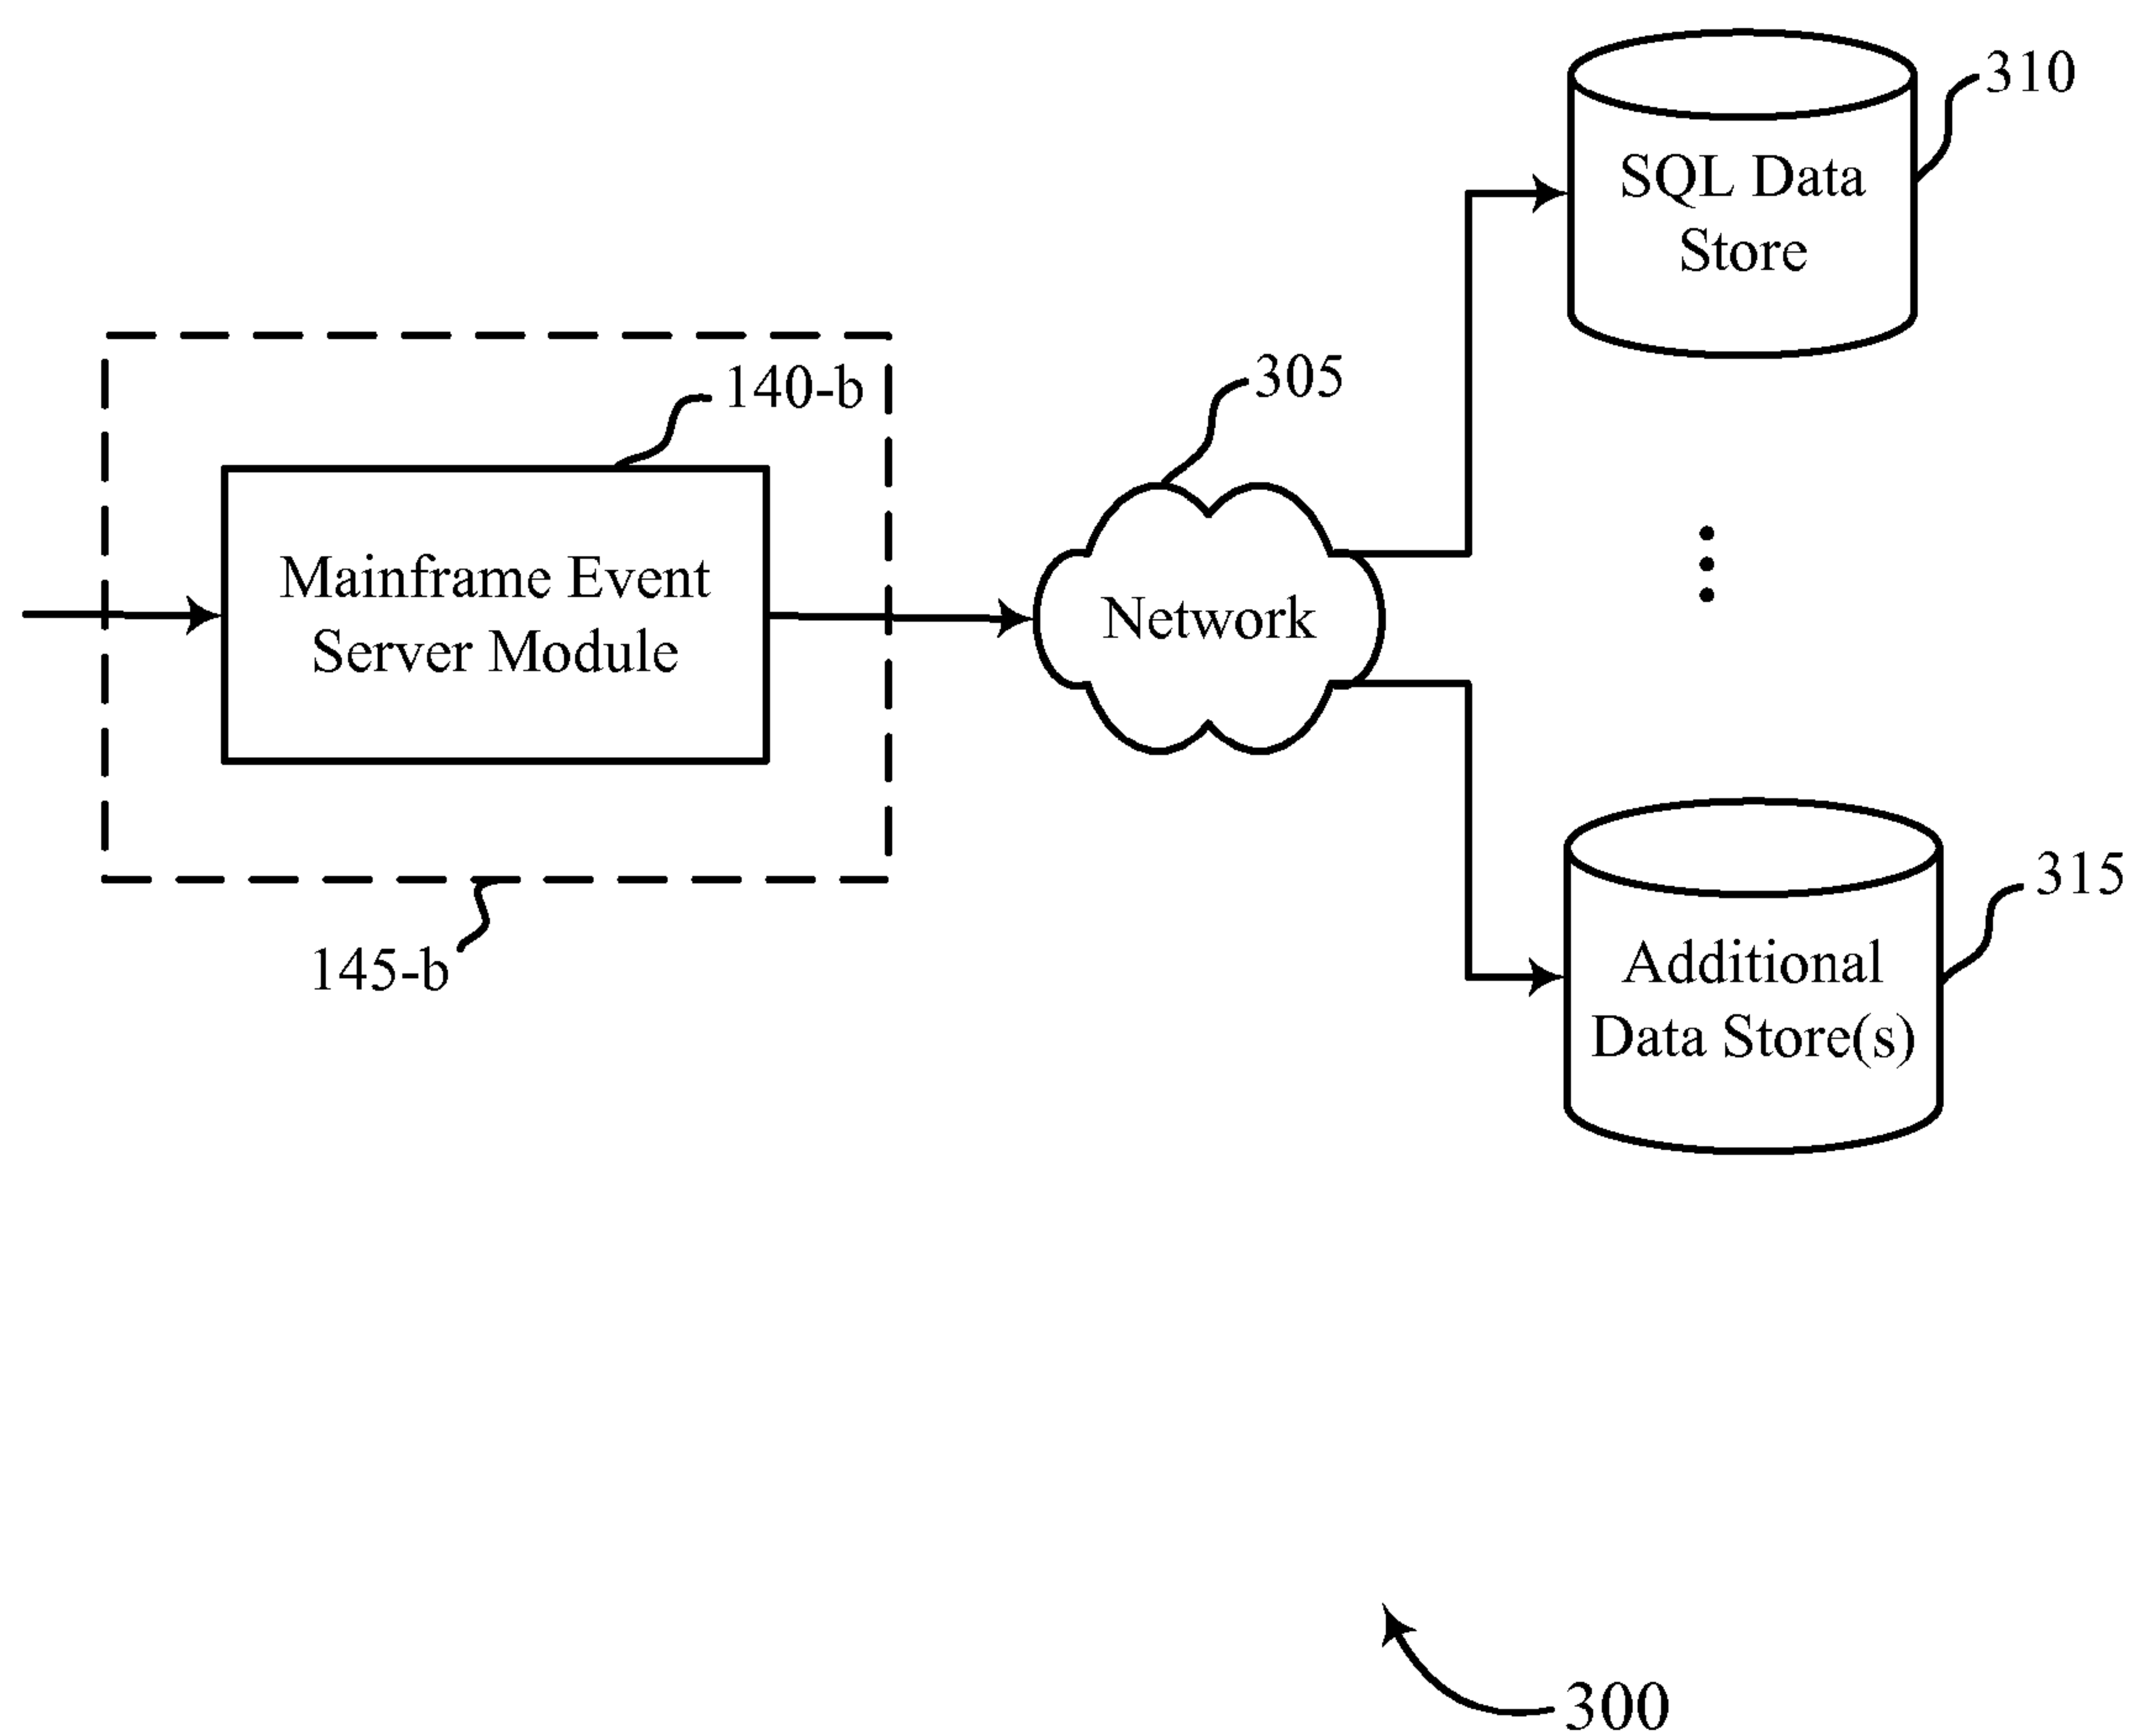 310
SQL Data
Store
305
140-b
Mainframe Event
Server Module
Network
145-b
315
Additional
Data Store(s)
300